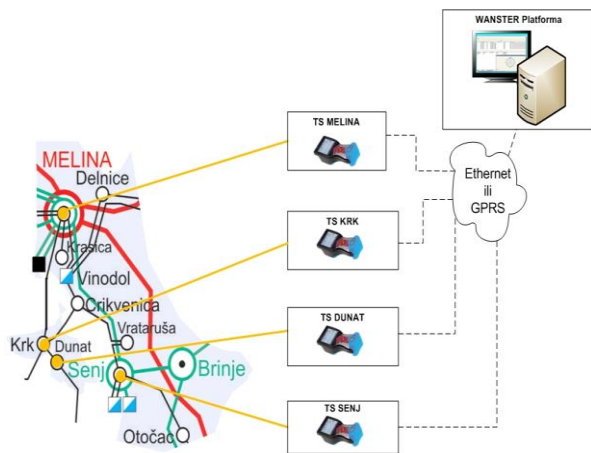 WANSTER Platforma
TS MELINA
Ethernet
ili
GPRS
TS KRK
TS DUNAT
TS SENJ
MELINA
Delnice
Krasica
Vinodol
Crikvenica
Vrataruša
Krk
Dunat
Senj
Brinje
Otočac